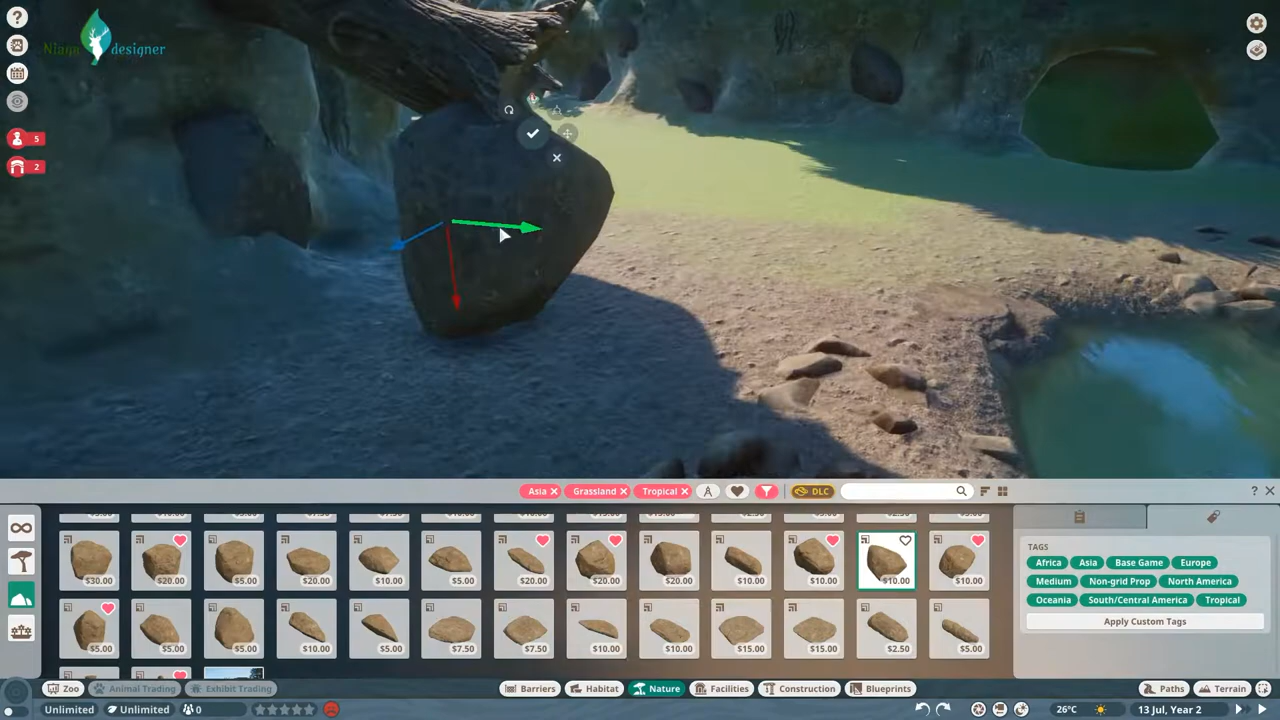 Niaga designer
5
2
Asia ×
Grassland ×
Tropical ×
DLC
?
$30.00
$20.00
$5.00
$20.00
$10.00
$5.00
$20.00
$20.00
$20.00
$10.00
$10.00
$10.00
$10.00
$5.00
$5.00
$5.00
$10.00
$5.00
$7.50
$7.50
$10.00
$10.00
$15.00
$15.00
$2.50
$5.00
TAGS
Africa
Asia
Base Game
Europe
Medium
Non-grid Prop
North America
Oceania
South/Central America
Tropical
Apply Custom Tags
Zoo
Animal Trading
Exhibit Trading
Barriers
Habitat
Nature
Facilities
Construction
Blueprints
Paths
Terrain
Unlimited
Unlimited
0
26°C
13 Jul, Year 2